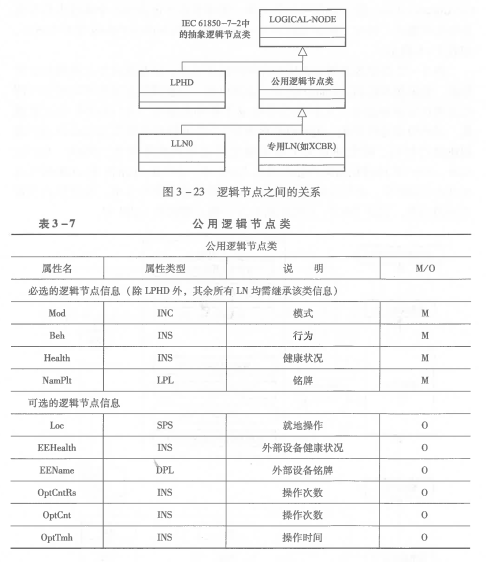 IEC 61850-7-2中
的抽象逻辑节点类
LOGICAL-NODE
LPHD
公用逻辑节点类
LLN0
专用LN(如XCBR)
图3-23 逻辑节点之间的关系
表3-7 公用逻辑节点类
公用逻辑节点类
属性名 属性类型 说 明 M/O
必选的逻辑节点信息（除LPHD外，其余所有LN均需继承该类信息）
Mod INC 模式 M
Beh INS 行为 M
Health INS 健康状况 M
NamPlt LPL 铭牌 M
可选的逻辑节点信息
Loc SPS 就地操作 O
EEHealth INS 外部设备健康状况 O
EEName DPL 外部设备铭牌 O
OptCntRs INS 操作次数 O
OptCnt INS 操作次数 O
OptTmh INS 操作时间 O